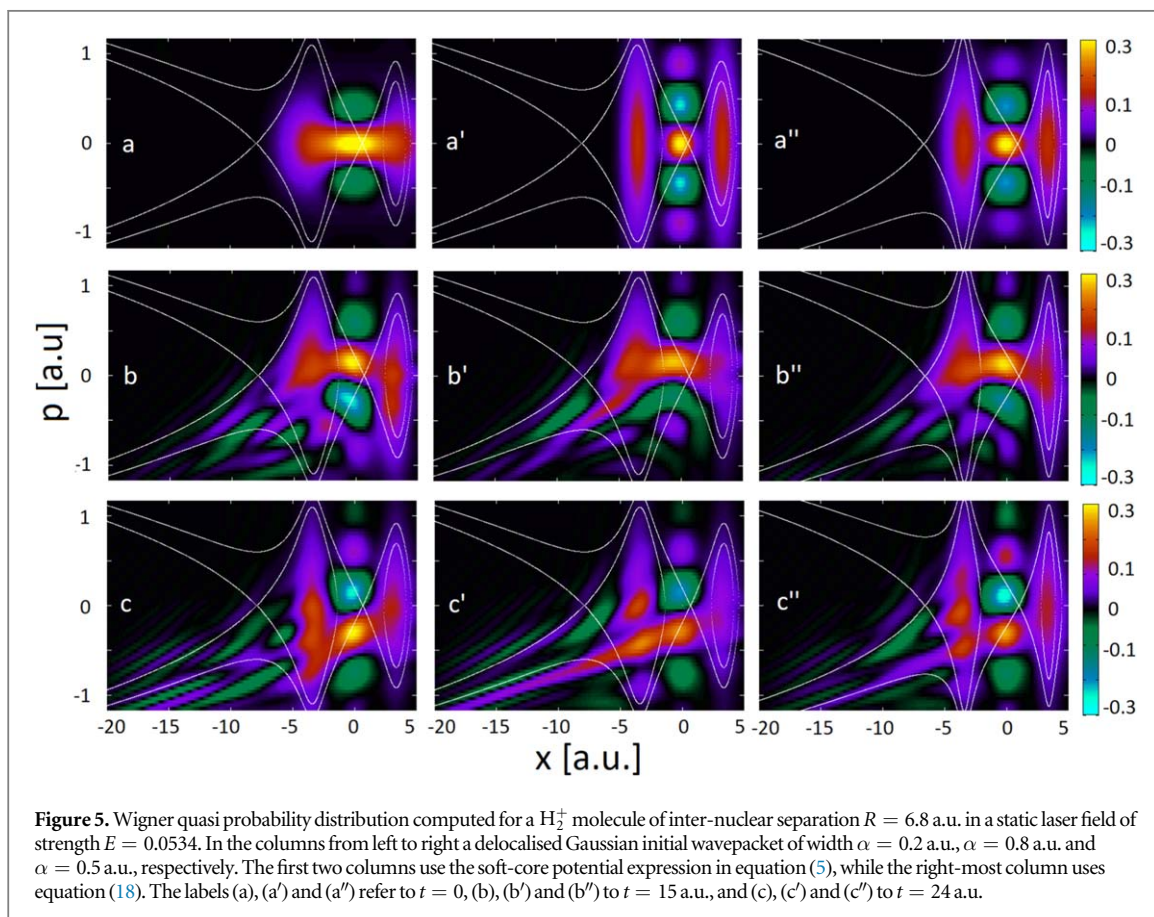 1
0
-1
a
a'
a''
0.3
0.1
-0.1
-0.3
1
0
-1
b
b'
b''
0.3
0.1
-0.1
-0.3
1
0
-1
c
c'
c''
0.3
0.1
-0.1
-0.3
p [a.u]
-20 -15 -10 -5 0 5 -15 -10 -5 0 5 -20 -15 -10 -5 0 5
x [a.u.]
Figure 5. Wigner quasi probability distribution computed for a H₂⁺ molecule of inter-nuclear separation R = 6.8 a.u. in a static laser field of
strength E = 0.0534. In the columns from left to right a delocalised Gaussian initial wavepacket of width α = 0.2 a.u., α = 0.8 a.u. and
α = 0.5 a.u., respectively. The first two columns use the soft-core potential expression in equation (5), while the right-most column uses
equation (18). The labels (a), (a′) and (a″) refer to t = 0, (b), (b′) and (b″) to t = 15 a.u., and (c), (c′) and (c″) to t = 24 a.u.